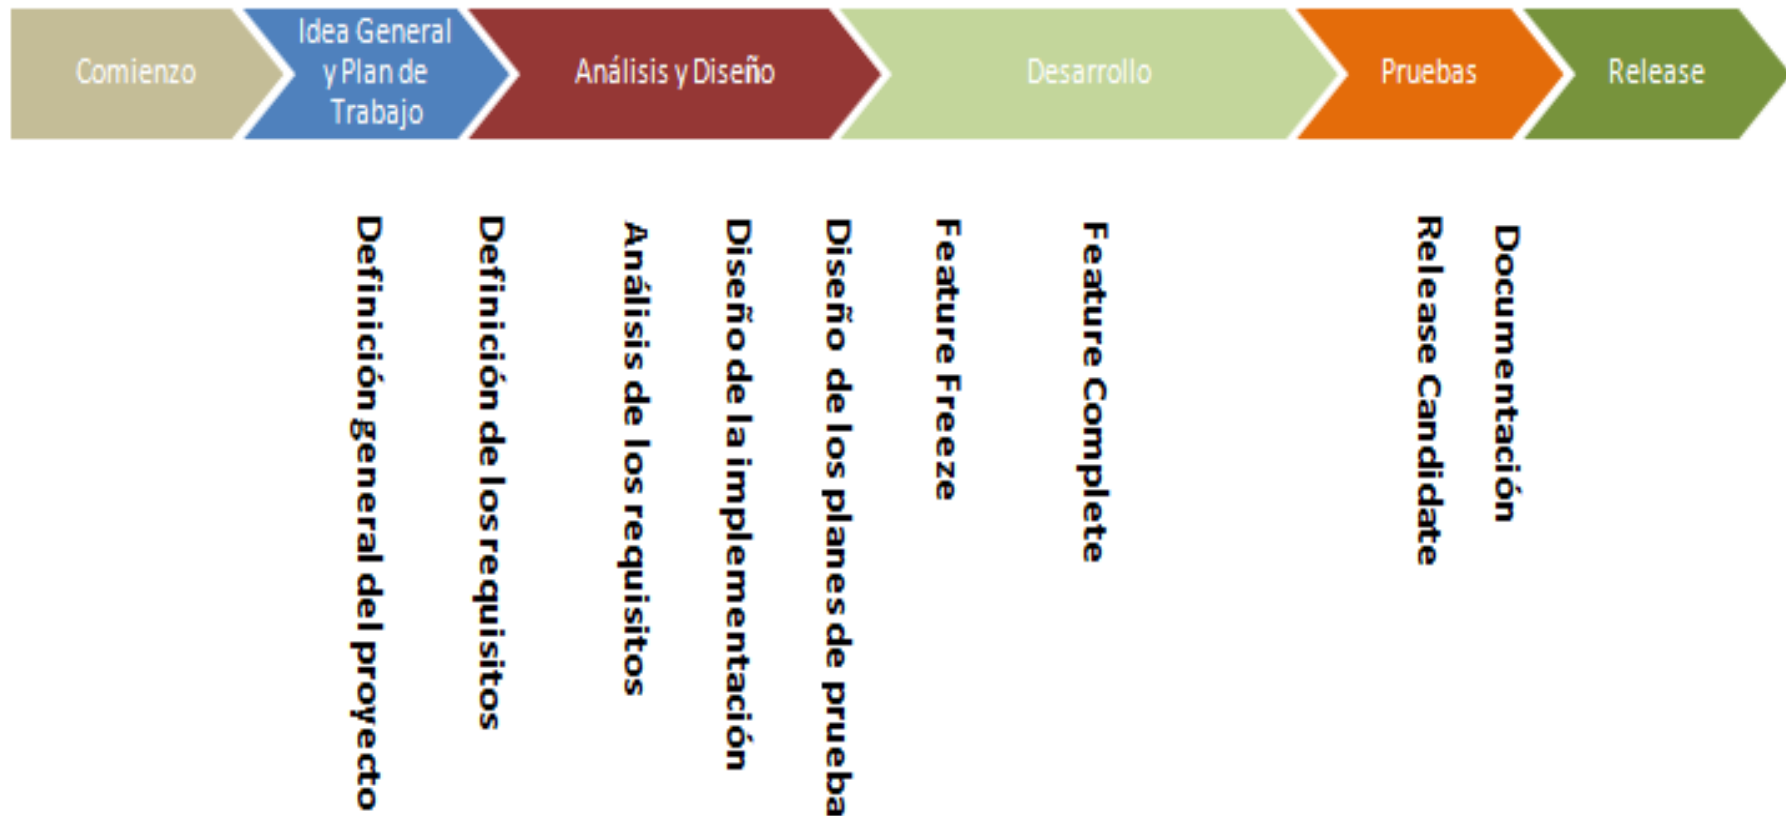 Comienzo
Idea General
y Plan de
Trabajo
Análisis y Diseño
Desarrollo
Pruebas
Release
Definición general del proyecto
Definición de los requisitos
Análisis de los requisitos
Diseño de la implementación
Diseño de los planes de prueba
Feature Freeze
Feature Complete
Release Candidate
Documentación